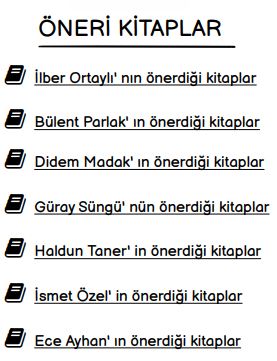 ÖNERİ KİTAPLAR
İlber Ortaylı' nın önerdiği kitaplar
Bülent Parlak' ın önerdiği kitaplar
Didem Madak' ın önerdiği kitaplar
Güray Süngü' nün önerdiği kitaplar
Haldun Taner' in önerdiği kitaplar
İsmet Özel' in önerdiği kitaplar
Ece Ayhan' ın önerdiği kitaplar